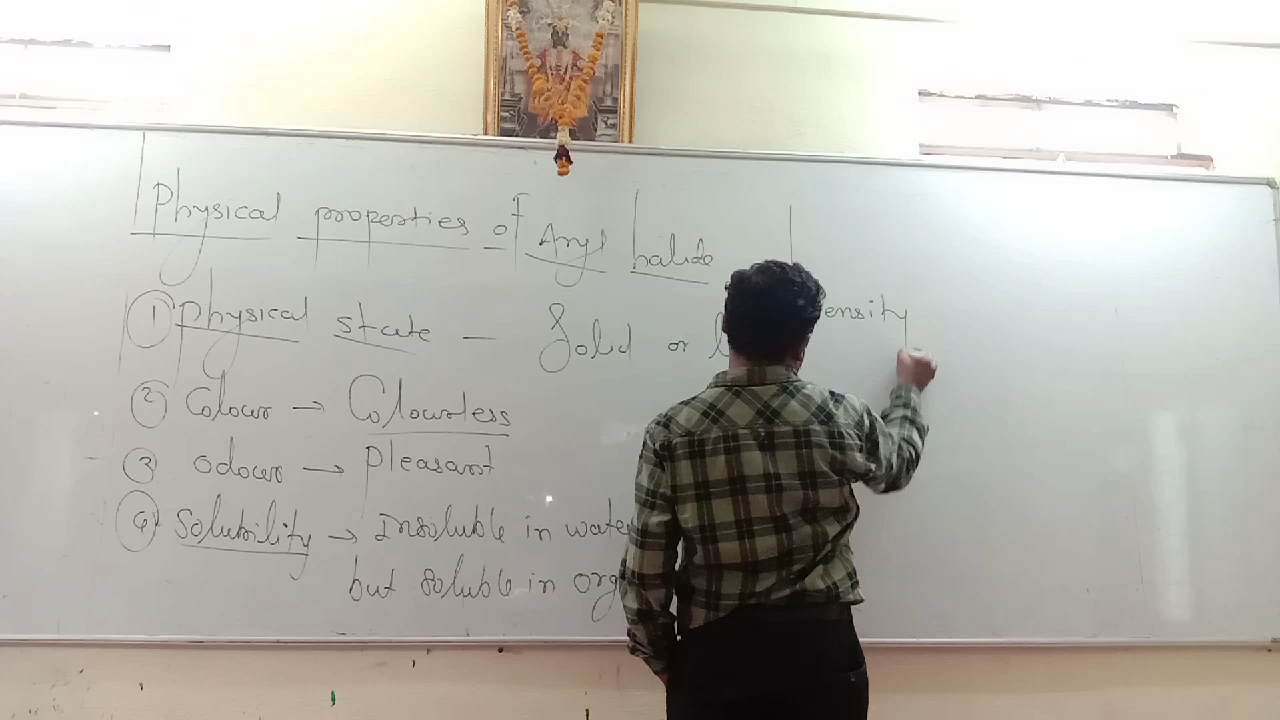 Physical properties of Aryl halide
① Physical state — Solid or
② Colour → Colourless
③ odour → pleasant
④ Solubility → Insoluble in water
but soluble in org
ensity